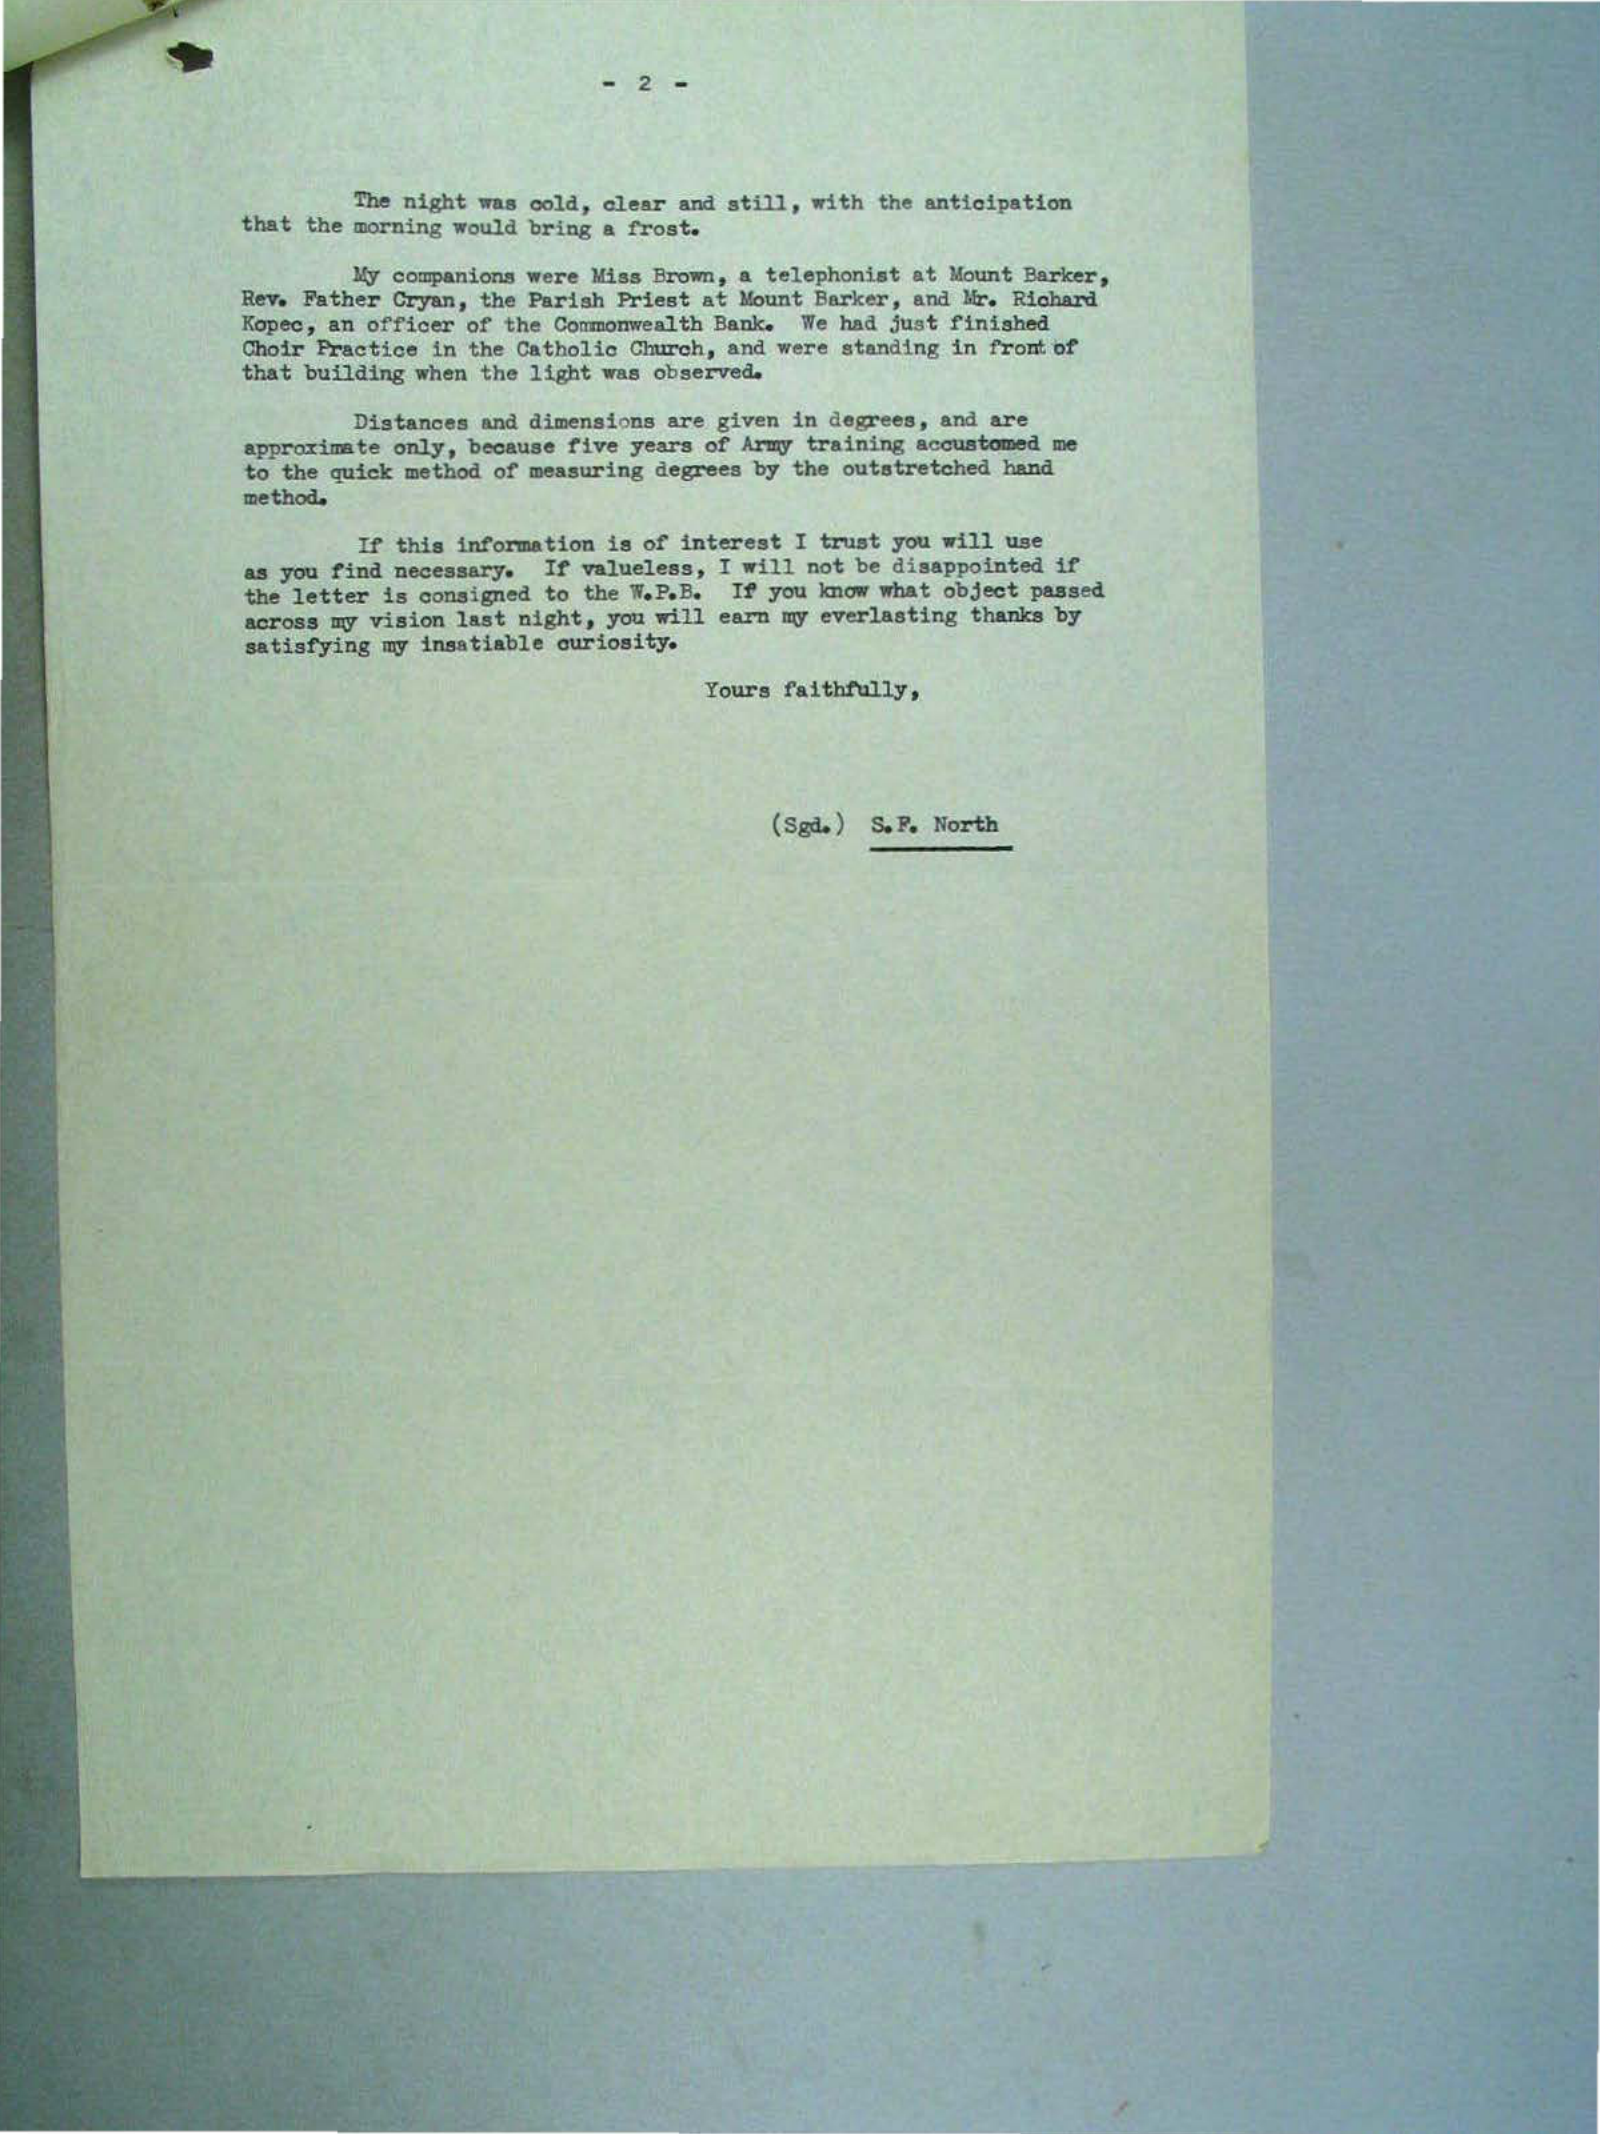 - 2 -
The night was cold, clear and still, with the anticipation
that the morning would bring a frost.
My companions were Miss Brown, a telephonist at Mount Barker,
Rev. Father Cryan, the Parish Priest at Mount Barker, and Mr. Richard
Kopec, an officer of the Commonwealth Bank. We had just finished
Choir Practice in the Catholic Church, and were standing in front of
that building when the light was observed.
Distances and dimensions are given in degrees, and are
approximate only, because five years of Army training accustomed me
to the quick method of measuring degrees by the outstretched hand
method.
If this information is of interest I trust you will use
as you find necessary. If valueless, I will not be disappointed if
the letter is consigned to the W.P.B. If you know what object passed
across my vision last night, you will earn my everlasting thanks by
satisfying my insatiable curiosity.
Yours faithfully,
(Sgd.) S.F. North